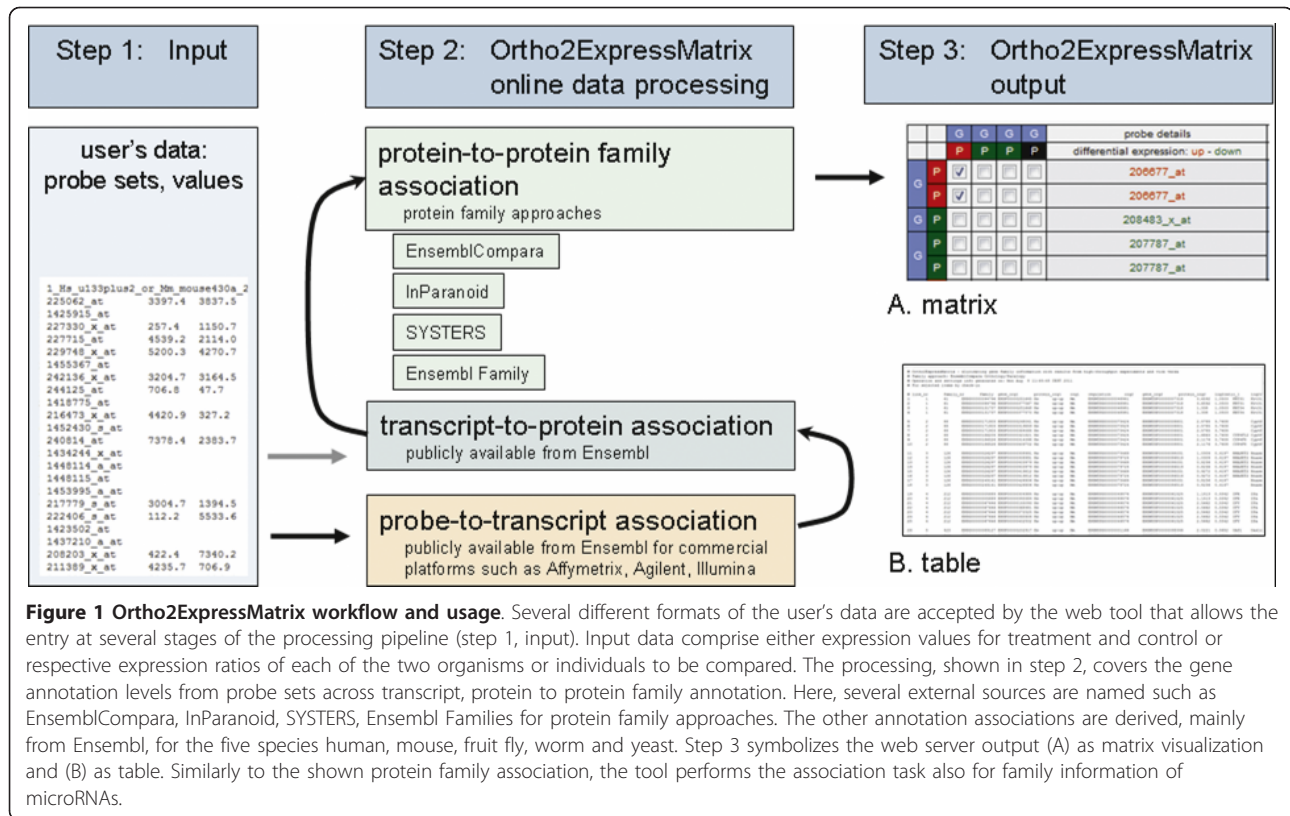 Step 1: Input
Step 2: Ortho2ExpressMatrix
online data processing
Step 3: Ortho2ExpressMatrix
output
user's data:
probe sets, values
1_Hs_u133plus2_or_Mm_mouse430a_2
225062_at 3397.4 3837.5
1425915_at
227330_x_at 257.4 1150.7
227715_at 4539.2 2114.0
229748_x_at 5200.3 4270.7
1455367_at
242136_x_at 3204.7 3164.5
244125_at 706.8 47.7
1418775_at
216473_x_at 4420.9 327.2
1452430_s_at
240814_at 7378.4 2383.7
1434244_x_at
1448114_a_at
1448115_at
1453995_a_at
217779_s_at 3004.7 1394.5
222406_s_at 112.2 5533.6
1423502_at
1437210_a_at
208203_x_at 422.4 7340.2
211389_x_at 4235.7 706.9
protein-to-protein family
association
protein family approaches
EnsemblCompara
InParanoid
SYSTERS
Ensembl Family
transcript-to-protein association
publicly available from Ensembl
probe-to-transcript association
publicly available from Ensembl for commercial
platforms such as Affymetrix, Agilent, Illumina
G G G G probe details
P P P P differential expression: up - down
G P 206677_at
P 206677_at
G P 208483_x_at
G P 207787_at
P 207787_at
A. matrix
B. table
Figure 1 Ortho2ExpressMatrix workflow and usage. Several different formats of the user's data are accepted by the web tool that allows the
entry at several stages of the processing pipeline (step 1, input). Input data comprise either expression values for treatment and control or
respective expression ratios of each of the two organisms or individuals to be compared. The processing, shown in step 2, covers the gene
annotation levels from probe sets across transcript, protein to protein family annotation. Here, several external sources are named such as
EnsemblCompara, InParanoid, SYSTERS, Ensembl Families for protein family approaches. The other annotation associations are derived, mainly
from Ensembl, for the five species human, mouse, fruit fly, worm and yeast. Step 3 symbolizes the web server output (A) as matrix visualization
and (B) as table. Similarly to the shown protein family association, the tool performs the association task also for family information of
microRNAs.